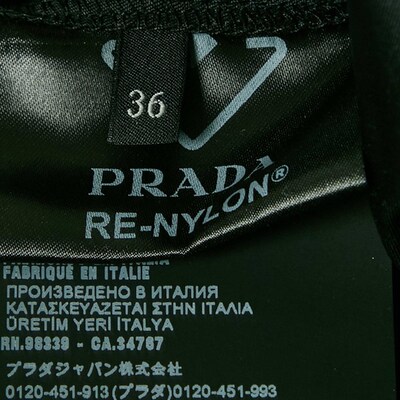 36
PRADA
RE-NYLON®
FABRIQUÉ EN ITALIE
ПРОИЗВЕДЕНО В ИТАЛИЯ
ΚΑΤΑΣΚΕΥΑΖΕΤΑΙ ΣΤΗΝ ΙΤΑΛΙΑ
ÜRETİM YERİ İTALYA
RN.98339 - CA.34767
プラダジャパン株式会社
0120-451-913(プラダ)0120-451-993